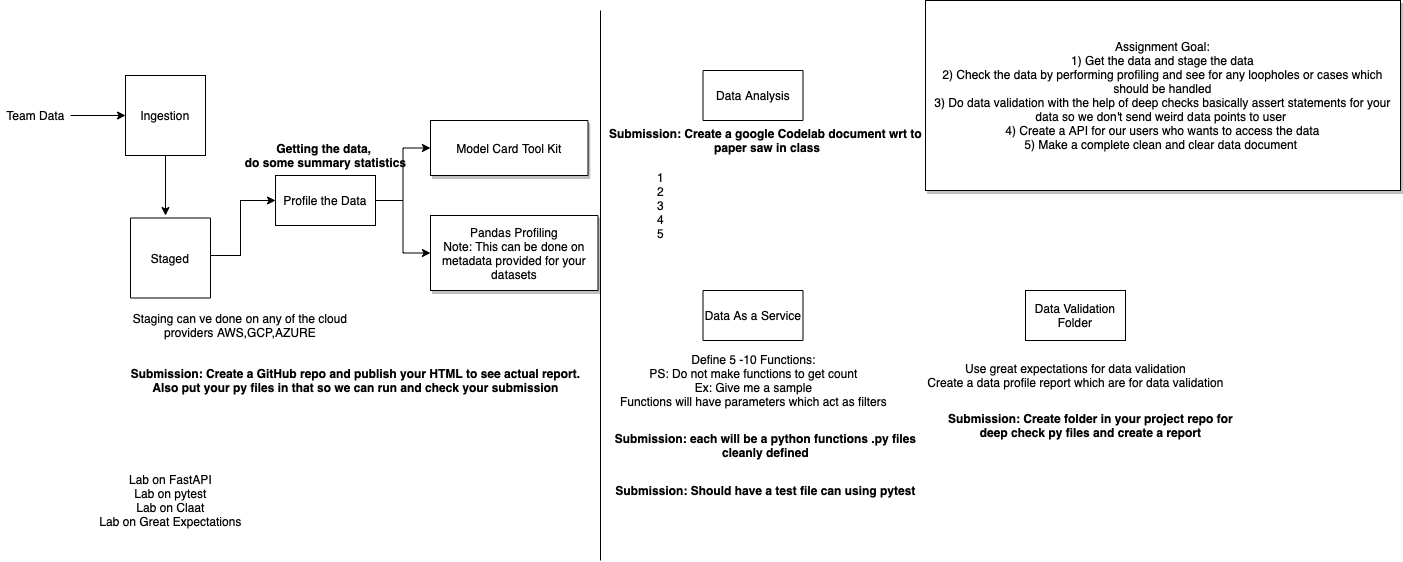 Team Data
Ingestion
Staged
Staging can ve done on any of the cloud
providers AWS,GCP,AZURE
Getting the data,
do some summary statistics
Profile the Data
Model Card Tool Kit
Pandas Profiling
Note: This can be done on
metadata provided for your
datasets
Submission: Create a GitHub repo and publish your HTML to see actual report.
Also put your py files in that so we can run and check your submission
Lab on FastAPI
Lab on pytest
Lab on Claat
Lab on Great Expectations
Data Analysis
Submission: Create a google Codelab document wrt to
paper saw in class
1
2
3
4
5
Data As a Service
Define 5 -10 Functions:
PS: Do not make functions to get count
Ex: Give me a sample
Functions will have parameters which act as filters
Submission: each will be a python functions .py files
cleanly defined
Submission: Should have a test file can using pytest
Assignment Goal:
1) Get the data and stage the data
2) Check the data by performing profiling and see for any loopholes or cases which
should be handled
3) Do data validation with the help of deep checks basically assert statements for your
data so we don't send weird data points to user
4) Create a API for our users who wants to access the data
5) Make a complete clean and clear data document
Data Validation
Folder
Use great expectations for data validation
Create a data profile report which are for data validation
Submission: Create folder in your project repo for
deep check py files and create a report